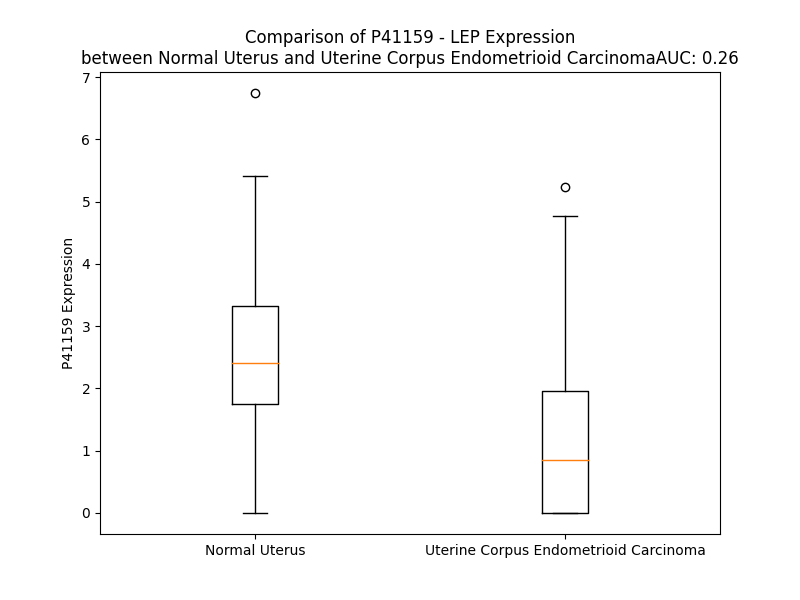 Comparison of P41159 - LEP Expression
between Normal Uterus and Uterine Corpus Endometrioid CarcinomaAUC: 0.26
7
6
5
4
3
2
1
0
P41159 Expression
Normal Uterus
Uterine Corpus Endometrioid Carcinoma